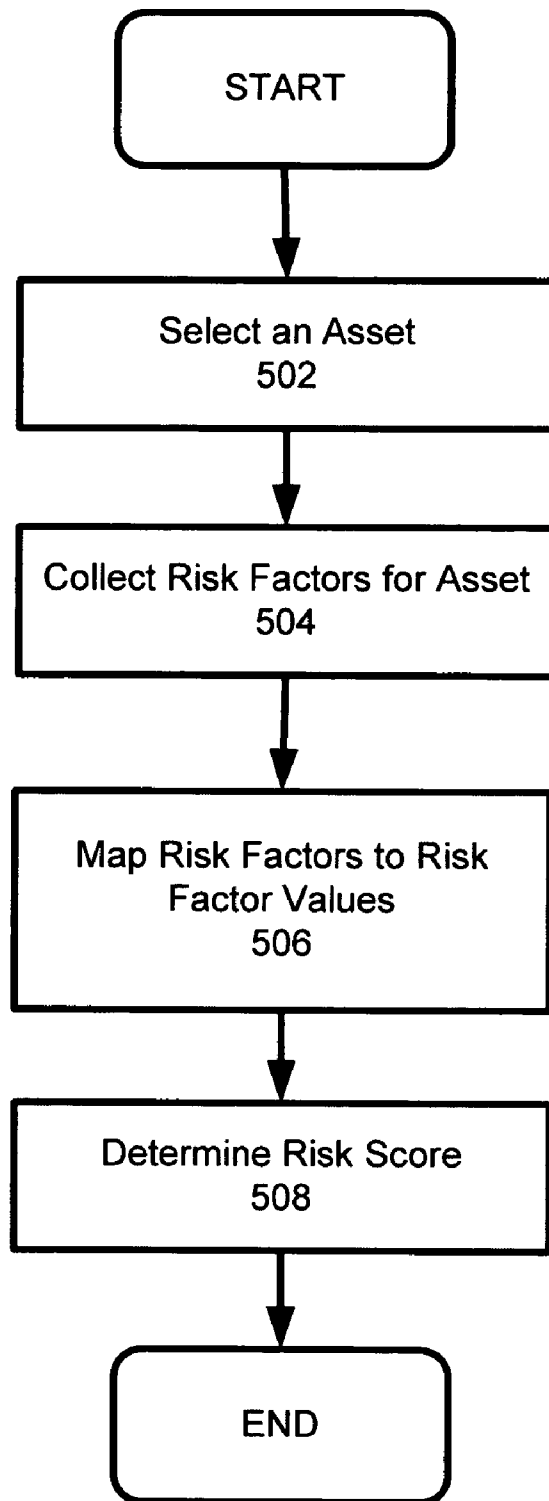 START
Select an Asset
502
Collect Risk Factors for Asset
504
Map Risk Factors to Risk
Factor Values
506
Determine Risk Score
508
END